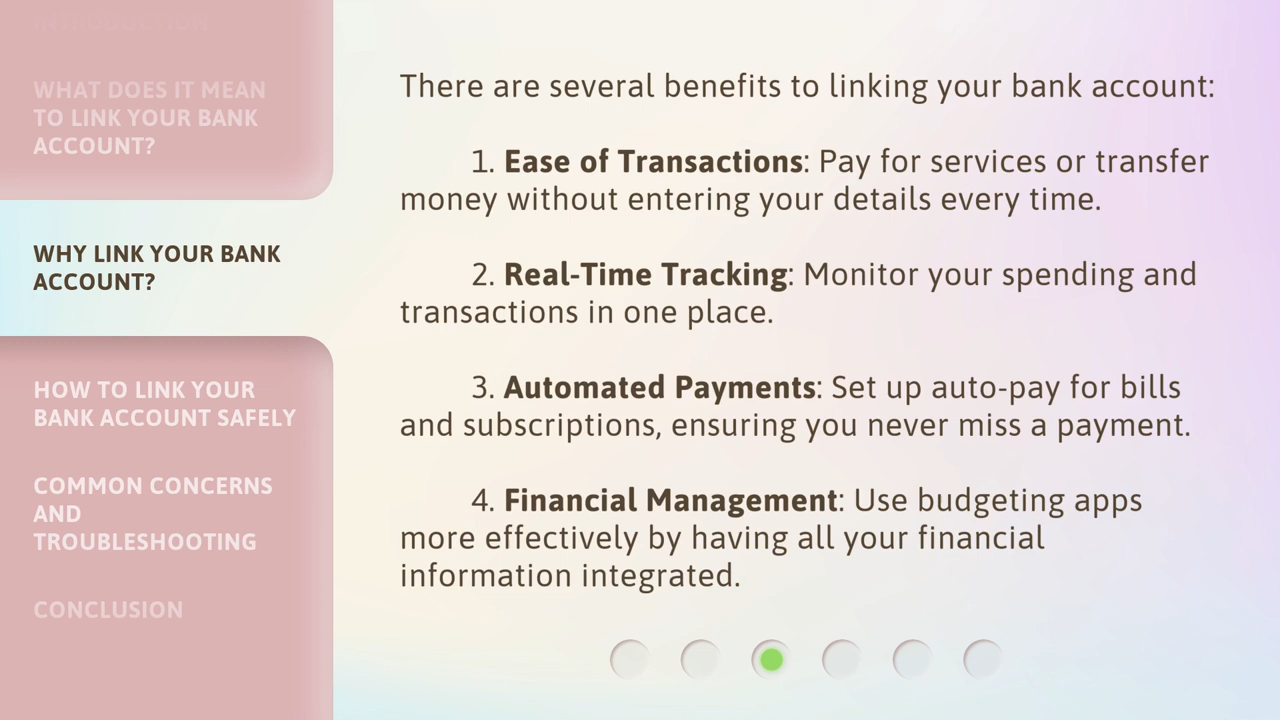 INTRODUCTION
WHAT DOES IT MEAN
TO LINK YOUR BANK
ACCOUNT?
WHY LINK YOUR BANK
ACCOUNT?
HOW TO LINK YOUR
BANK ACCOUNT SAFELY
COMMON CONCERNS
AND
TROUBLESHOOTING
CONCLUSION
There are several benefits to linking your bank account:
1. Ease of Transactions: Pay for services or transfer
money without entering your details every time.
2. Real-Time Tracking: Monitor your spending and
transactions in one place.
3. Automated Payments: Set up auto-pay for bills
and subscriptions, ensuring you never miss a payment.
4. Financial Management: Use budgeting apps
more effectively by having all your financial
information integrated.